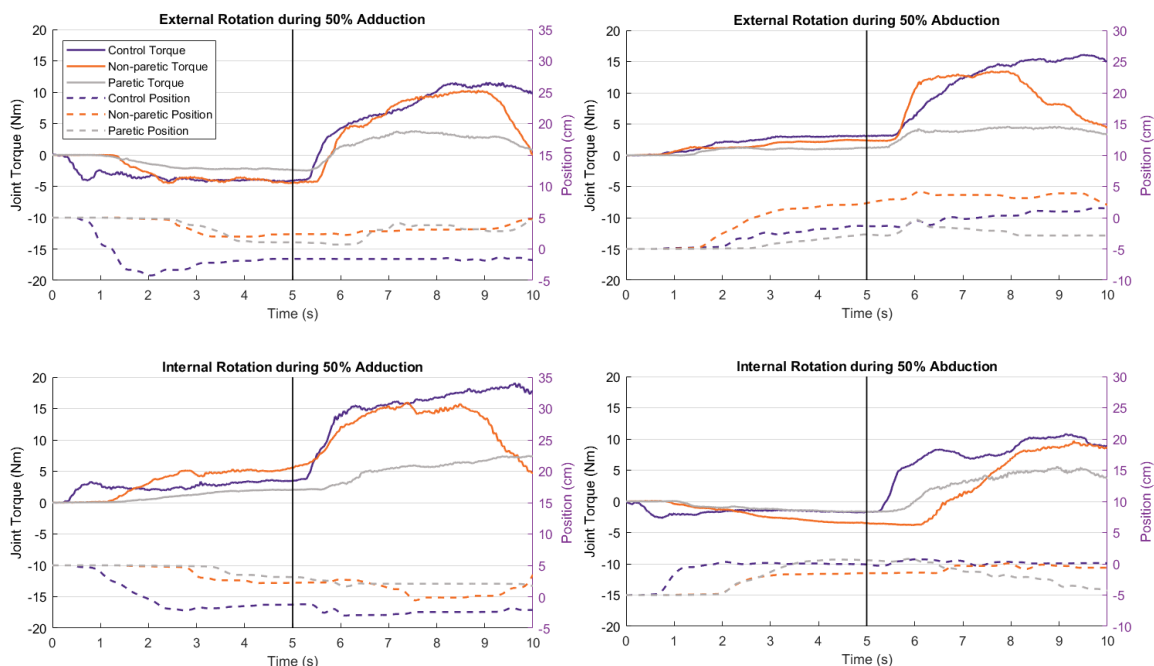 External Rotation during 50% Adduction
20
15
10
5
0
-5
-10
-15
-20
Joint Torque (Nm)
Control Torque
Non-paretic Torque
Paretic Torque
Control Position
Non-paretic Position
Paretic Position
35
30
25
20
15
10
5
0
-5
Position (cm)
0 1 2 3 4 5 6 7 8 9 10
Time (s)
External Rotation during 50% Abduction
20
15
10
5
0
-5
-10
-15
-20
Joint Torque (Nm)
30
25
20
15
10
5
0
-5
-10
Position (cm)
0 1 2 3 4 5 6 7 8 9 10
Time (s)
Internal Rotation during 50% Adduction
20
15
10
5
0
-5
-10
-15
-20
Joint Torque (Nm)
35
30
25
20
15
10
5
0
-5
Position (cm)
0 1 2 3 4 5 6 7 8 9 10
Time (s)
Internal Rotation during 50% Abduction
20
15
10
5
0
-5
-10
-15
-20
Joint Torque (Nm)
30
25
20
15
10
5
0
-5
-10
Position (cm)
0 1 2 3 4 5 6 7 8 9 10
Time (s)